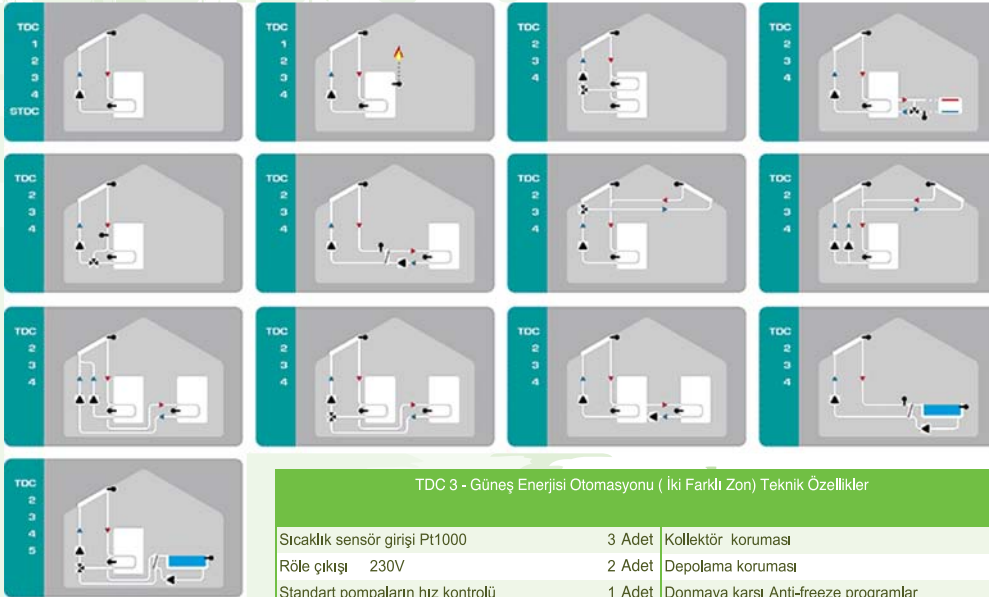 TDC
1
2
3
4
STDC
TDC
1
2
3
4
TDC
2
3
4
TDC
2
3
4
TDC
2
3
4
TDC
2
3
4
TDC
2
3
4
TDC
2
3
4
TDC
2
3
4
TDC
2
3
4
TDC
2
3
4
TDC
2
3
4
TDC
2
3
4
5
TDC 3 - Güneş Enerjisi Otomasyonu ( İki Farklı Zon) Teknik Özellikler
Sıcaklık sensör girişi Pt1000 3 Adet Kollektör koruması
Röle çıkışı 230V 2 Adet Depolama koruması
Standart pompaların hız kontrolü 1 Adet Donmaya karşı Anti-freeze programlar